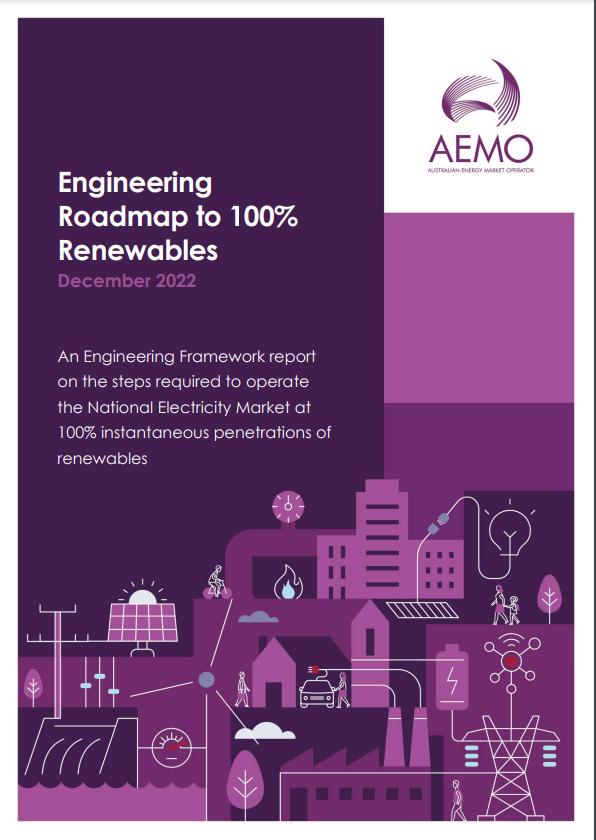 AEMO
AUSTRALIAN ENERGY MARKET OPERATOR
Engineering
Roadmap to 100%
Renewables
December 2022
An Engineering Framework report
on the steps required to operate
the National Electricity Market at
100% instantaneous penetrations of
renewables